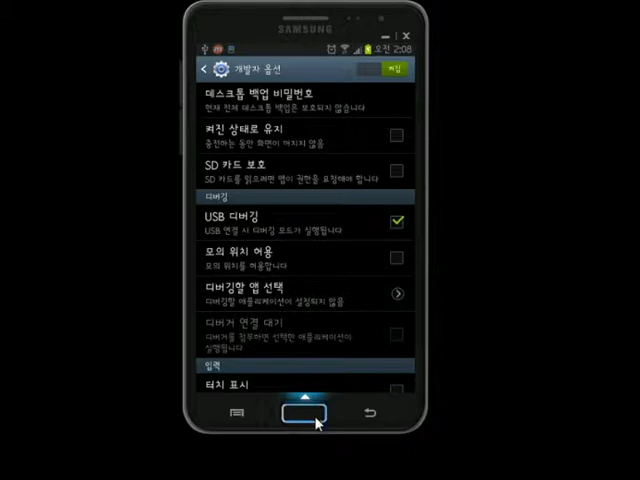 SAMSUNG
오전 2:08
개발자 옵션
켜짐
데스크톱 백업 비밀번호
현재 전체 데스크톱 백업은 보호되지 않습니다
켜진 상태로 유지
충전하는 동안 화면이 꺼지지 않음
SD 카드 보호
SD 카드를 읽으려면 앱이 권한을 요청해야 합니다
디버깅
USB 디버깅
USB 연결 시 디버깅 모드가 실행됩니다
모의 위치 허용
모의 위치를 허용합니다
디버깅할 앱 선택
디버깅할 애플리케이션이 설정되지 않음
디버거 연결 대기
디버거를 첨부하면 선택한 애플리케이션이
실행됩니다
입력
터치 표시